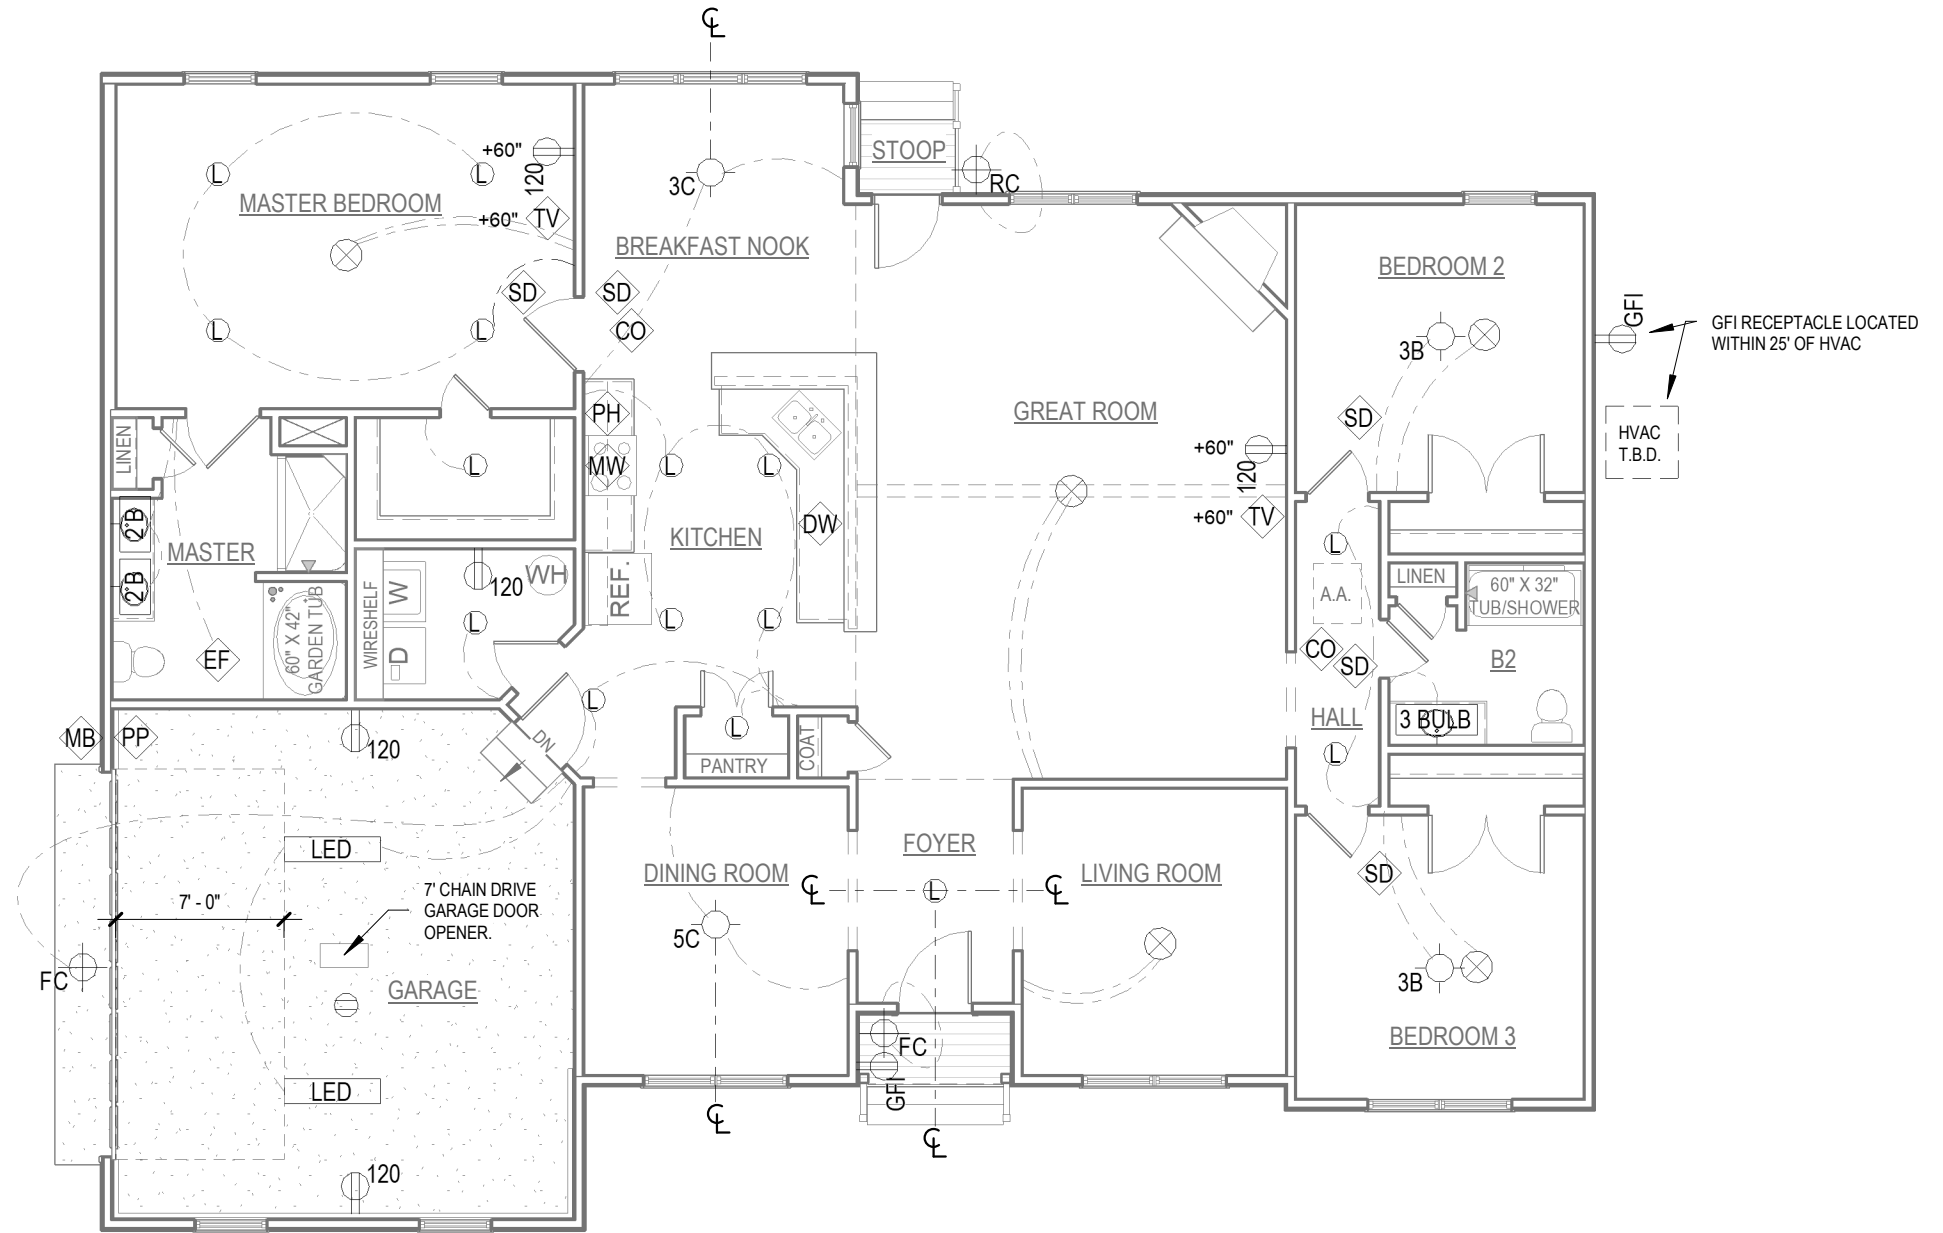 CL
STOOP
+60"
120
L
L
3C
RC
MASTER BEDROOM
+60"
TV
BREAKFAST NOOK
BEDROOM 2
SD
SD
GFI
GFI RECEPTACLE LOCATED
WITHIN 25' OF HVAC
L
L
CO
3B
PH
GREAT ROOM
SD
HVAC
T.B.D.
LINEN
+60"
120
L
MW
L
L
+60"
TV
2'B
DW
KITCHEN
MASTER
L
WH
120
LINEN
60" X 32"
TUB/SHOWER
2'B
WIRESHELF
W
REF.
A.A.
L
L
L
60" X 42"
GARDEN TUB
D
EF
CO
SD
B2
L
HALL
3 BULB
MB
PP
120
DN
L
PANTRY
COAT
L
LED
FOYER
DINING ROOM
LIVING ROOM
SD
7' - 0"
7' CHAIN DRIVE
GARAGE DOOR
OPENER.
CL
L
CL
5C
FC
GARAGE
3B
FC
BEDROOM 3
LED
GFI
CL
CL
120